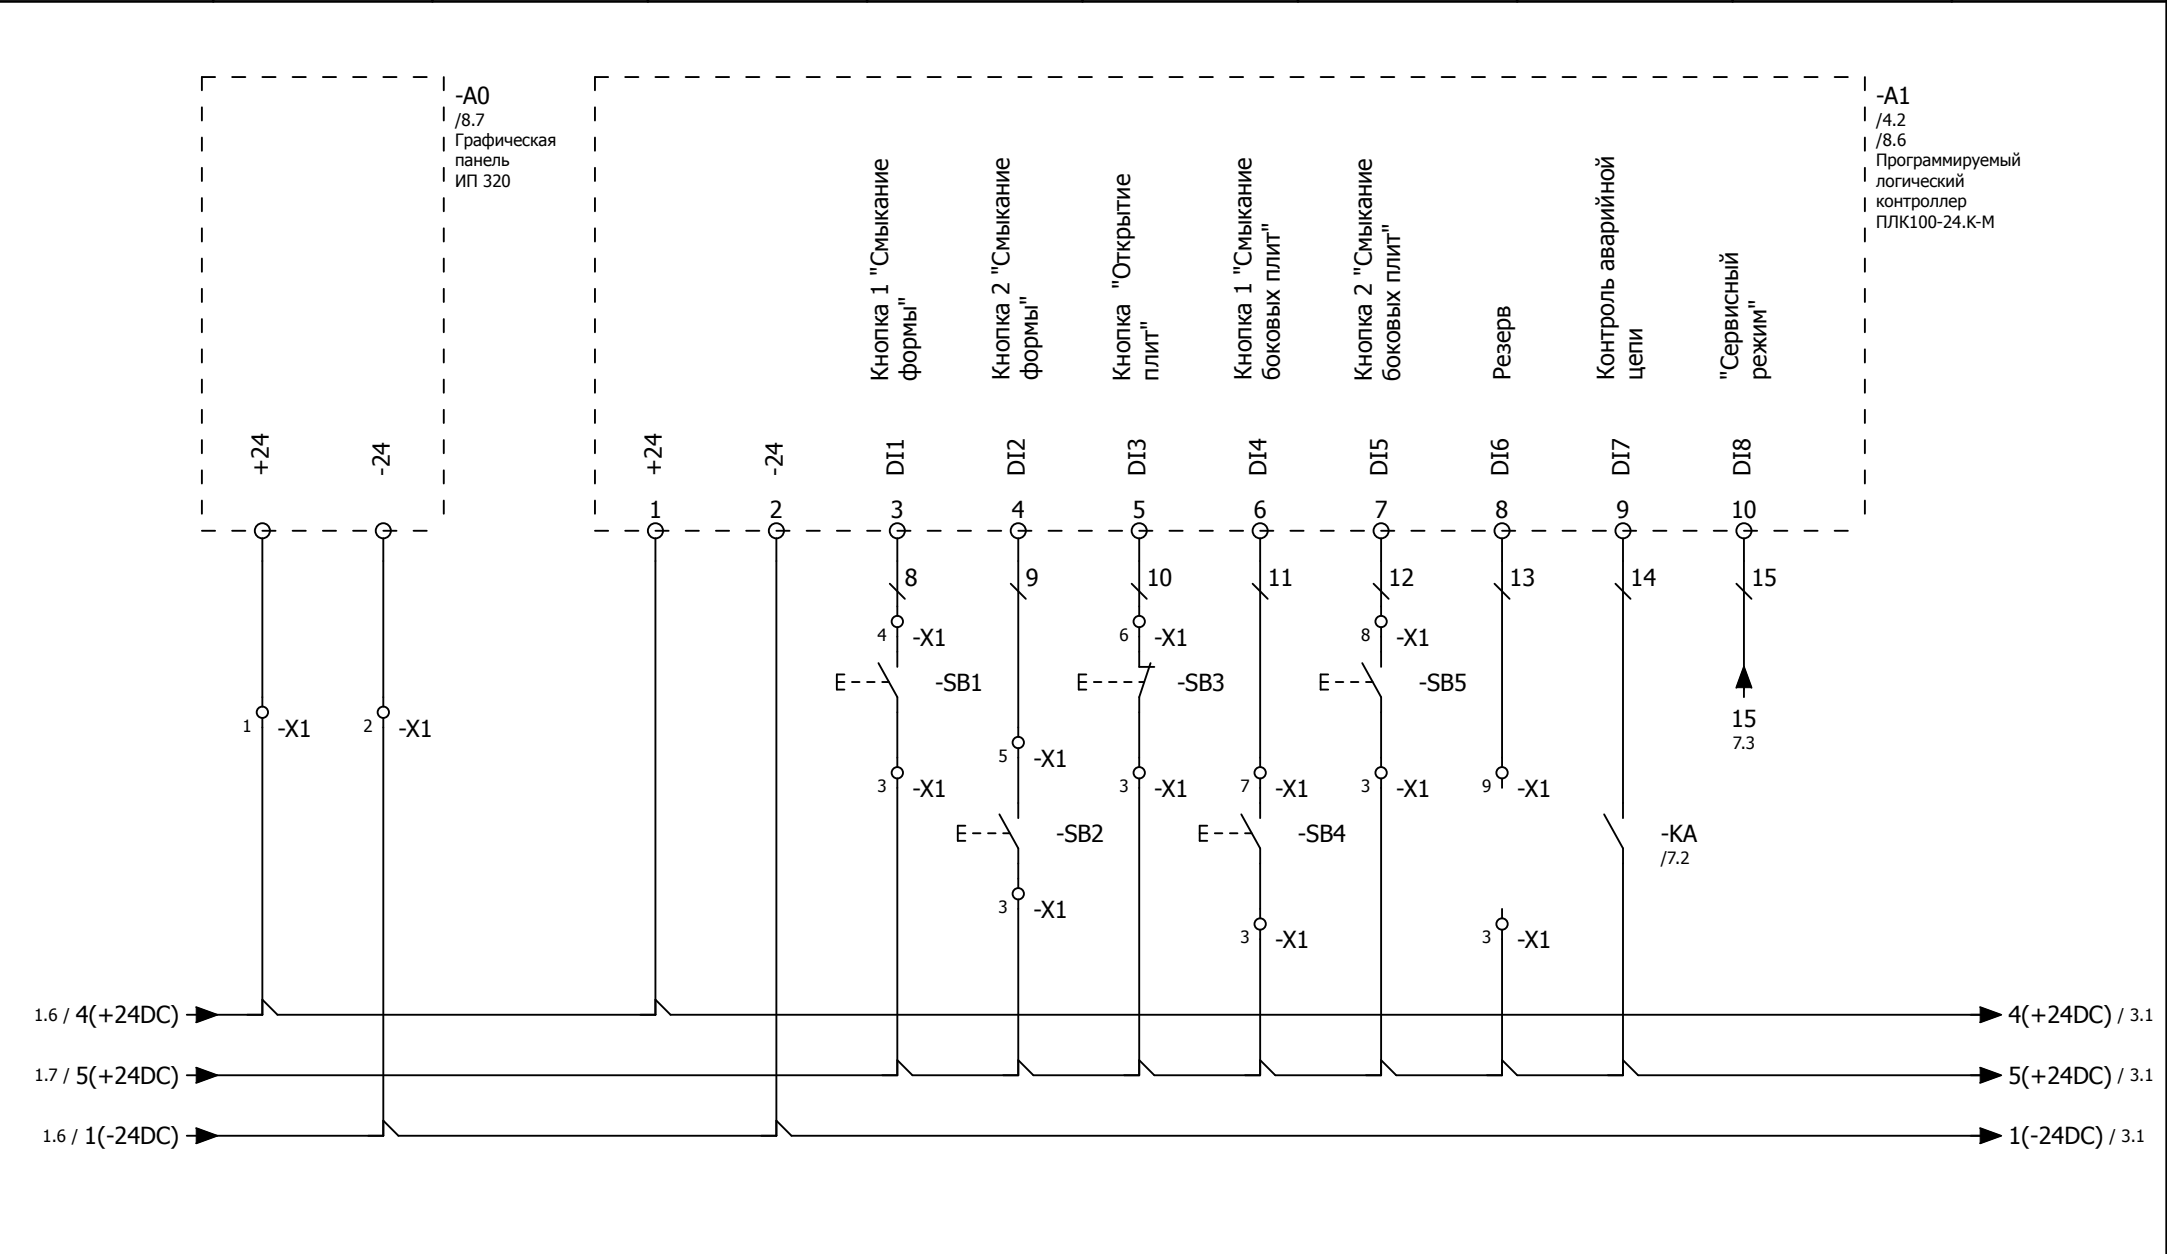 -A0
/8.7
Графическая
панель
ИП 320
-A1
/4.2
/8.6
Программируемый
логический
контроллер
ПЛК100-24.К-М
Кнопка 1 "Смыкание
формы"
Кнопка 2 "Смыкание
формы"
Кнопка "Открытие
плит"
Кнопка 1 "Смыкание
боковых плит"
Кнопка 2 "Смыкание
боковых плит"
Резерв
Контроль аварийной
цепи
"Сервисный
режим"
+24
-24
+24
-24
DI1
DI2
DI3
DI4
DI5
DI6
DI7
DI8
1
2
3
4
5
6
7
8
9
10
8
9
10
11
12
13
14
15
4 -X1
6 -X1
8 -X1
E -SB1
E -SB3
E -SB5
1 -X1
2 -X1
15
7.3
5 -X1
3 -X1
3 -X1
7 -X1
3 -X1
9 -X1
E -SB2
E -SB4
-KA
/7.2
3 -X1
3 -X1
3 -X1
1.6 / 4(+24DC)
4(+24DC) / 3.1
1.7 / 5(+24DC)
5(+24DC) / 3.1
1.6 / 1(-24DC)
1(-24DC) / 3.1